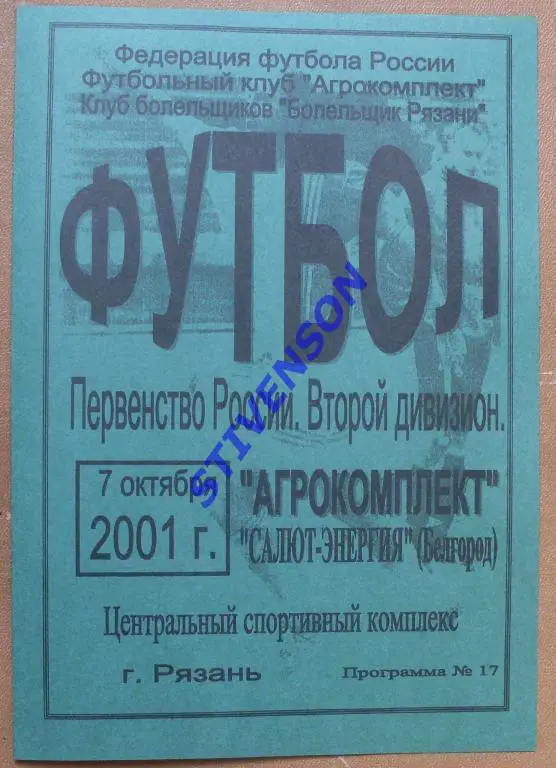 Федерация футбола России
Футбольный клуб "Агрокомплект"
Клуб болельщиков "Болельщик Рязани"
ФУТБОЛ
Первенство России. Второй дивизион.
7 октября
2001 г.
"АГРОКОМПЛЕКТ"
"САЛЮТ-ЭНЕРГИЯ" (Белгород)
Центральный спортивный комплекс
г. Рязань
Программа № 17
STIVENSON